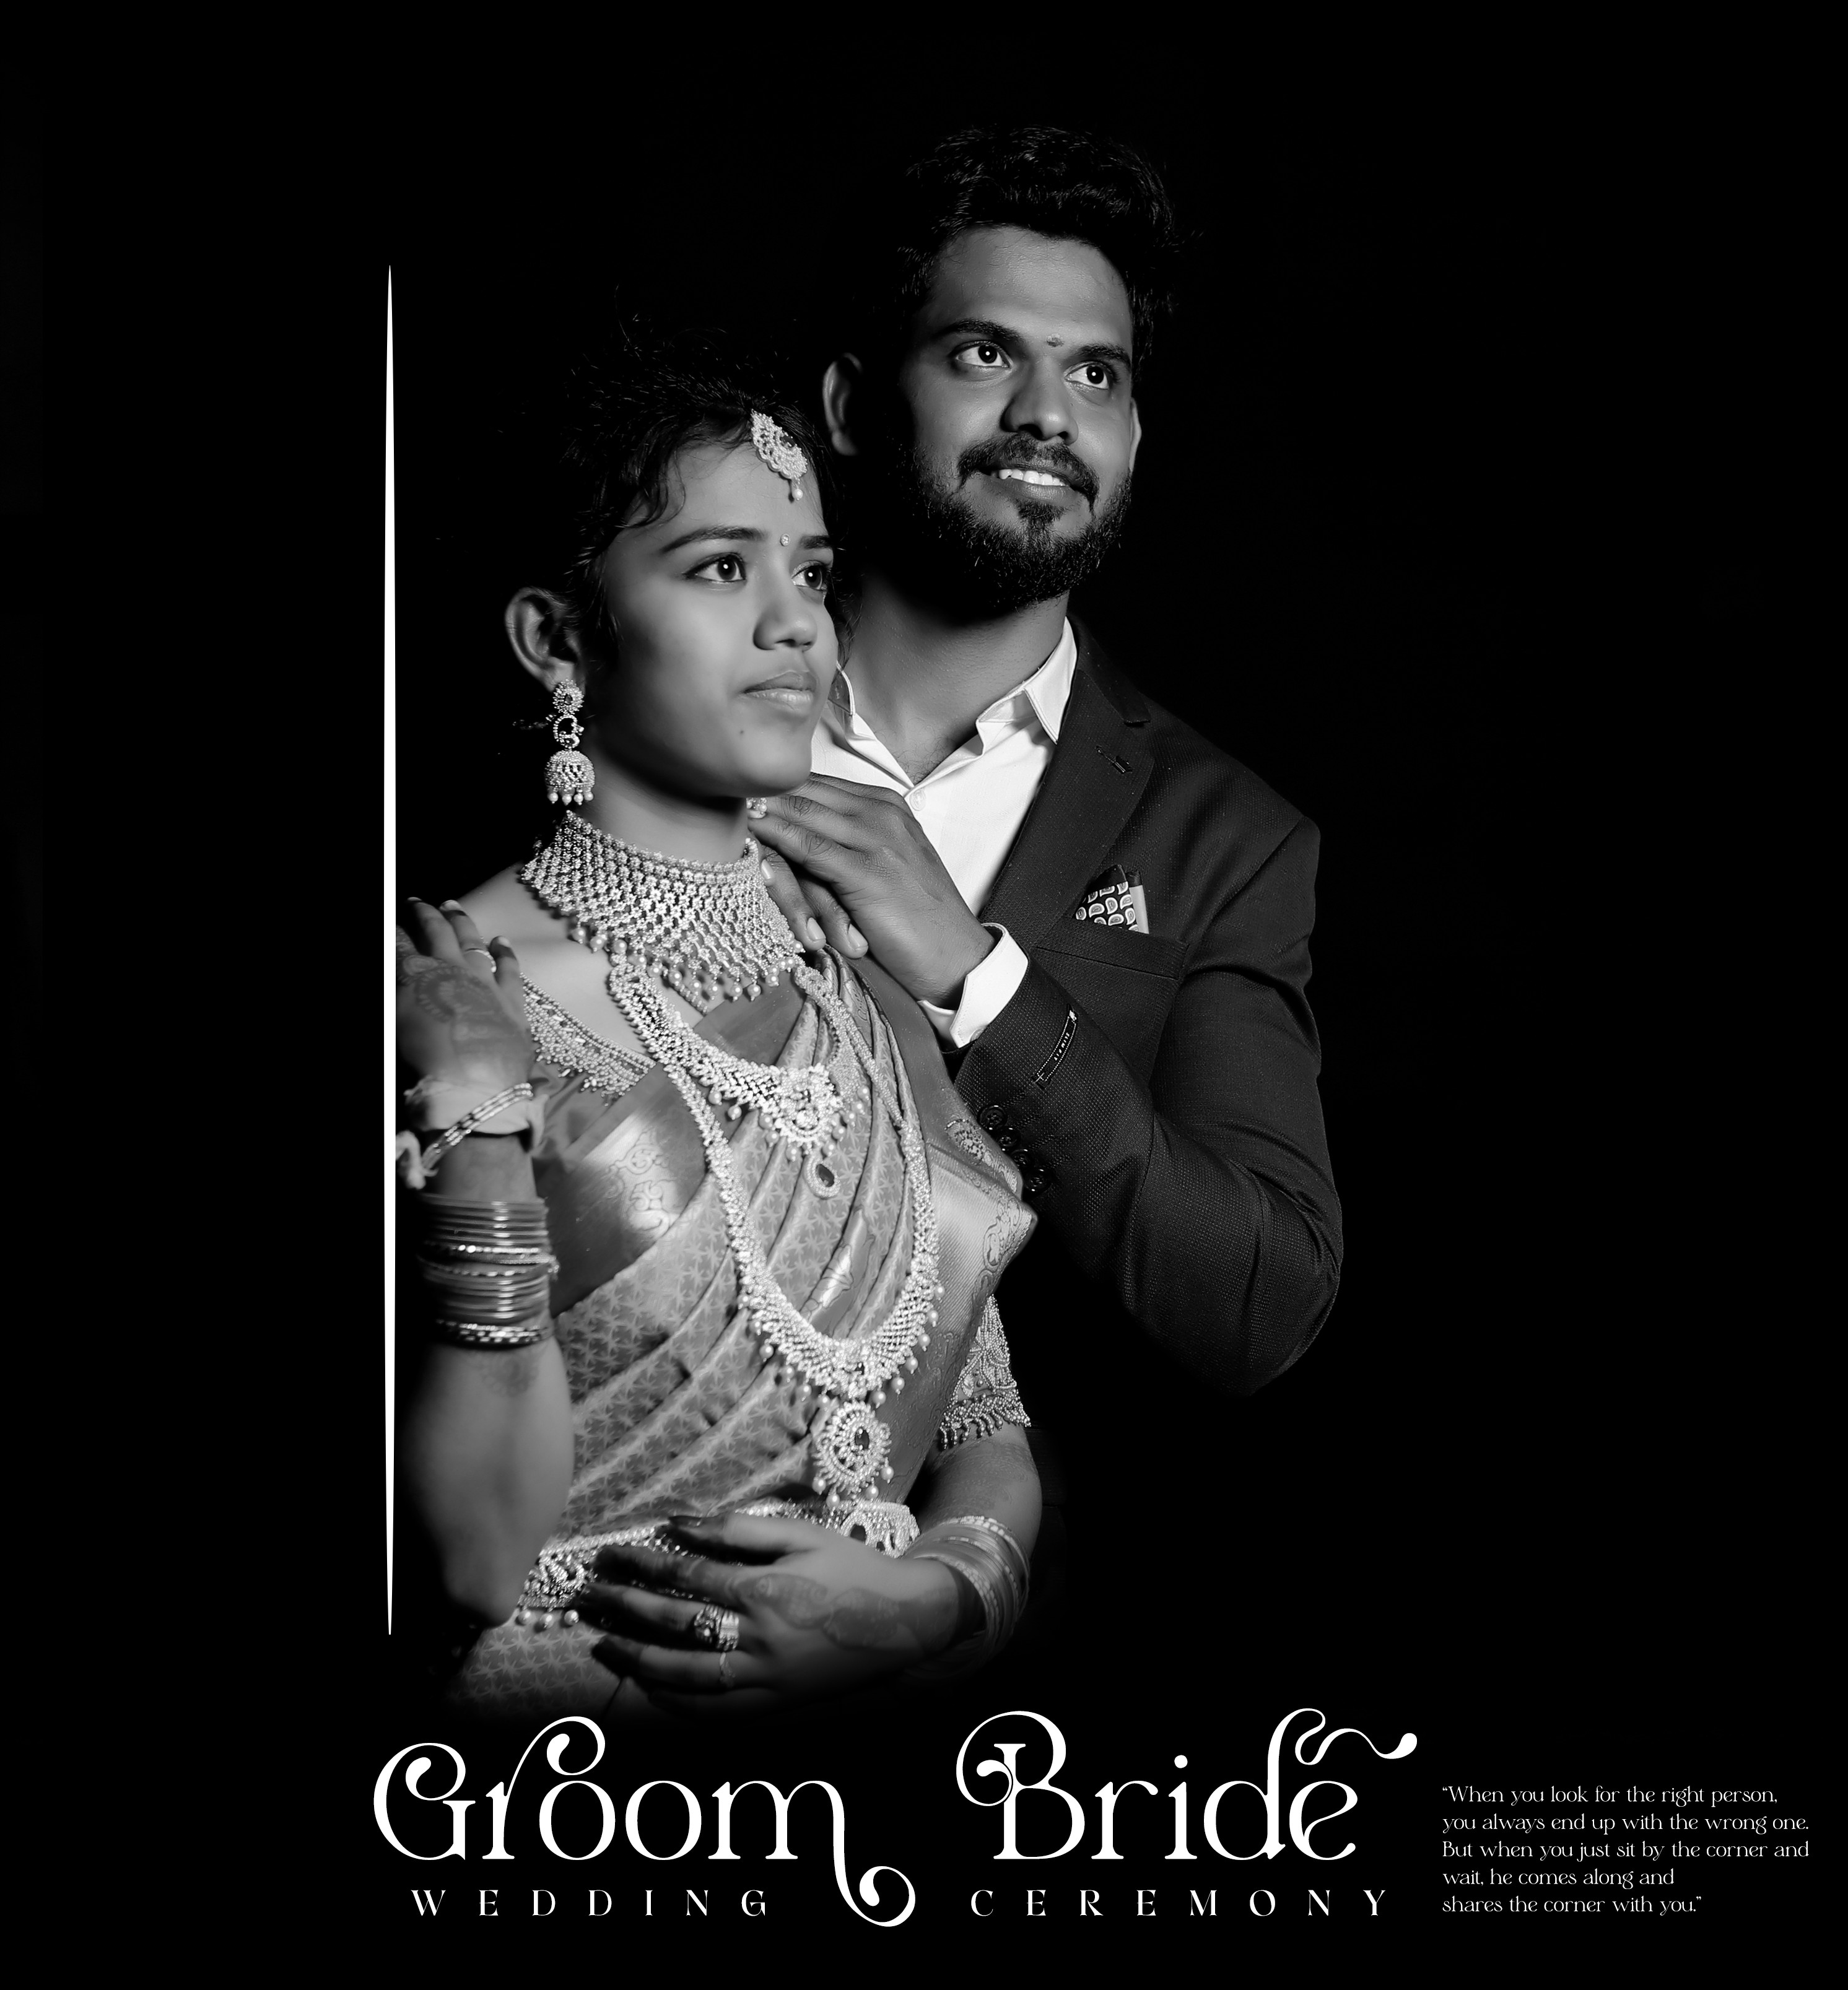 Groom Bride
WEDDING CEREMONY
“When you look for the right person,
you always end up with the wrong one.
But when you just sit by the corner and
wait, he comes along and
shares the corner with you.”